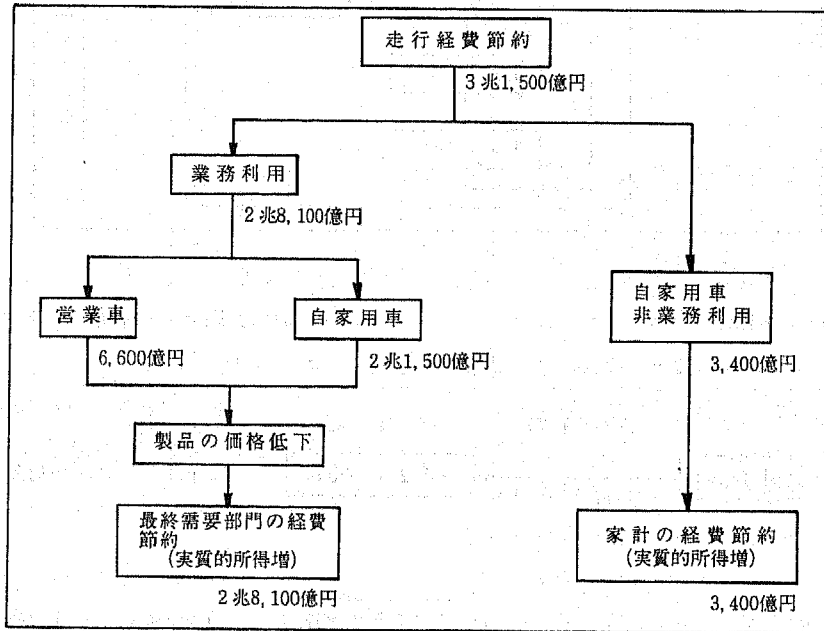 走行経費節約
3兆1,500億円
業務利用
2兆8,100億円
営業車
6,600億円
自家用車
2兆1,500億円
自家用車
非業務利用
3,400億円
製品の価格低下
最終需要部門の経費
節約
(実質的所得増)
2兆8,100億円
家計の経費節約
(実質的所得増)
3,400億円